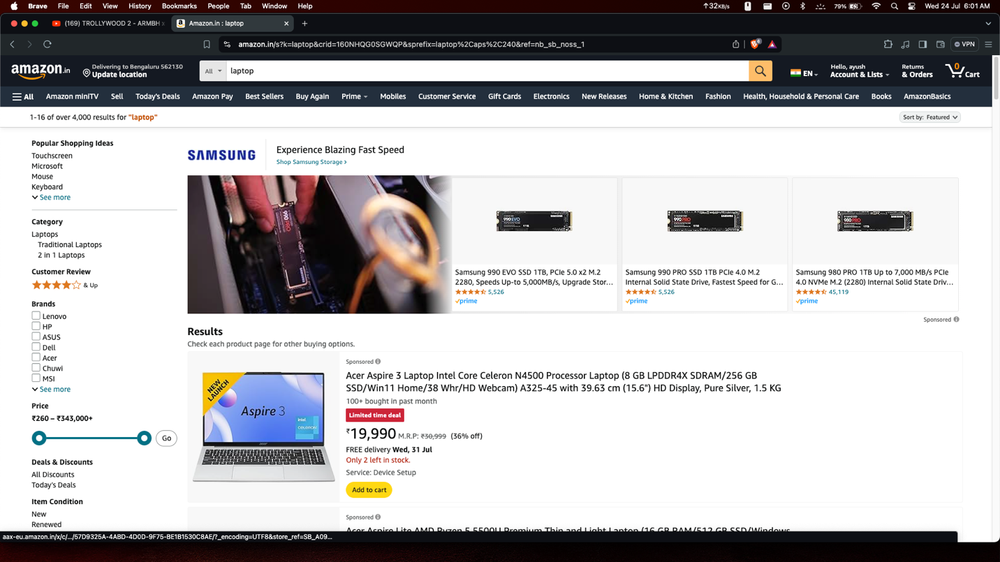 Brave File Edit View History Bookmarks People Tab Window Help 32KB/s 79% Wed 24 Jul 6:01 AM
(169) TROLLYWOOD 2 - ARMBH Amazon.in : laptop
amazon.in/s?k=laptop&crid=160NHQG0SGWQP&sprefix=laptop%2Caps%2C240&ref=nb_sb_noss_1 6 VPN
amazon.in
Delivering to Bengaluru 562130
Update location
All laptop
EN
Hello, ayush
Account & Lists
Returns
& Orders
0
Cart
All Amazon miniTV Sell Today's Deals Amazon Pay Best Sellers Buy Again Prime Mobiles Customer Service Gift Cards Electronics New Releases Home & Kitchen Fashion Health, Household & Personal Care Books AmazonBasics
1-16 of over 4,000 results for "laptop"
Sort by: Featured
Popular Shopping Ideas
Touchscreen
Microsoft
Mouse
Keyboard
See more
Category
Laptops
Traditional Laptops
2 in 1 Laptops
Customer Review
& Up
Brands
Lenovo
HP
ASUS
Dell
Acer
Chuwi
MSI
See more
Price
₹260 – ₹343,000+
Go
Deals & Discounts
All Discounts
Today's Deals
Item Condition
New
Renewed
SAMSUNG
Experience Blazing Fast Speed
Shop Samsung Storage
990 PRO
990 EVO
1TB
Samsung 990 EVO SSD 1TB, PCIe 5.0 x2 M.2
2280, Speeds Up-to 5,000MB/s, Upgrade Stor...
5,526
prime
990 PRO
SAMSUNG
1TB
Samsung 990 PRO SSD 1TB PCIe 4.0 M.2
Internal Solid State Drive, Fastest Speed for G...
5,526
prime
980 PRO
SAMSUNG
1TB
Samsung 980 PRO 1TB Up to 7,000 MB/s PCIe
4.0 NVMe M.2 (2280) Internal Solid State Driv...
45,119
prime
Sponsored
Results
Check each product page for other buying options.
NEW
LAUNCH
Aspire 3
intel
CELERON
acer
Sponsored
Acer Aspire 3 Laptop Intel Core Celeron N4500 Processor Laptop (8 GB LPDDR4X SDRAM/256 GB
SSD/Win11 Home/38 Whr/HD Webcam) A325-45 with 39.63 cm (15.6") HD Display, Pure Silver, 1.5 KG
100+ bought in past month
Limited time deal
₹19,990 M.R.P: ₹30,999 (36% off)
FREE delivery Wed, 31 Jul
Only 2 left in stock.
Service: Device Setup
Add to cart
Sponsored
Acer Aspire Lite AMD Ryzen 5 5500U Premium Thin and Light Laptop (16 GB RAM/512 GB SSD/Windows
aax-eu.amazon.in/x/c/.../57D9325A-4ABD-4D0D-9F75-BE1B1530C8AE/?_encoding=UTF8&store_ref=SB_A09...